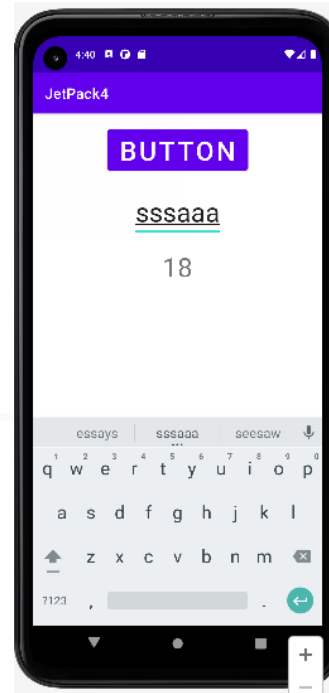 4:40
JetPack4
BUTTON
sssaaa
18
essays sssaaa seesaw
1 2 3 4 5 6 7 8 9 0
q w e r t y u i o p
a s d f g h j k l
z x c v b n m
?123 , .
+
−